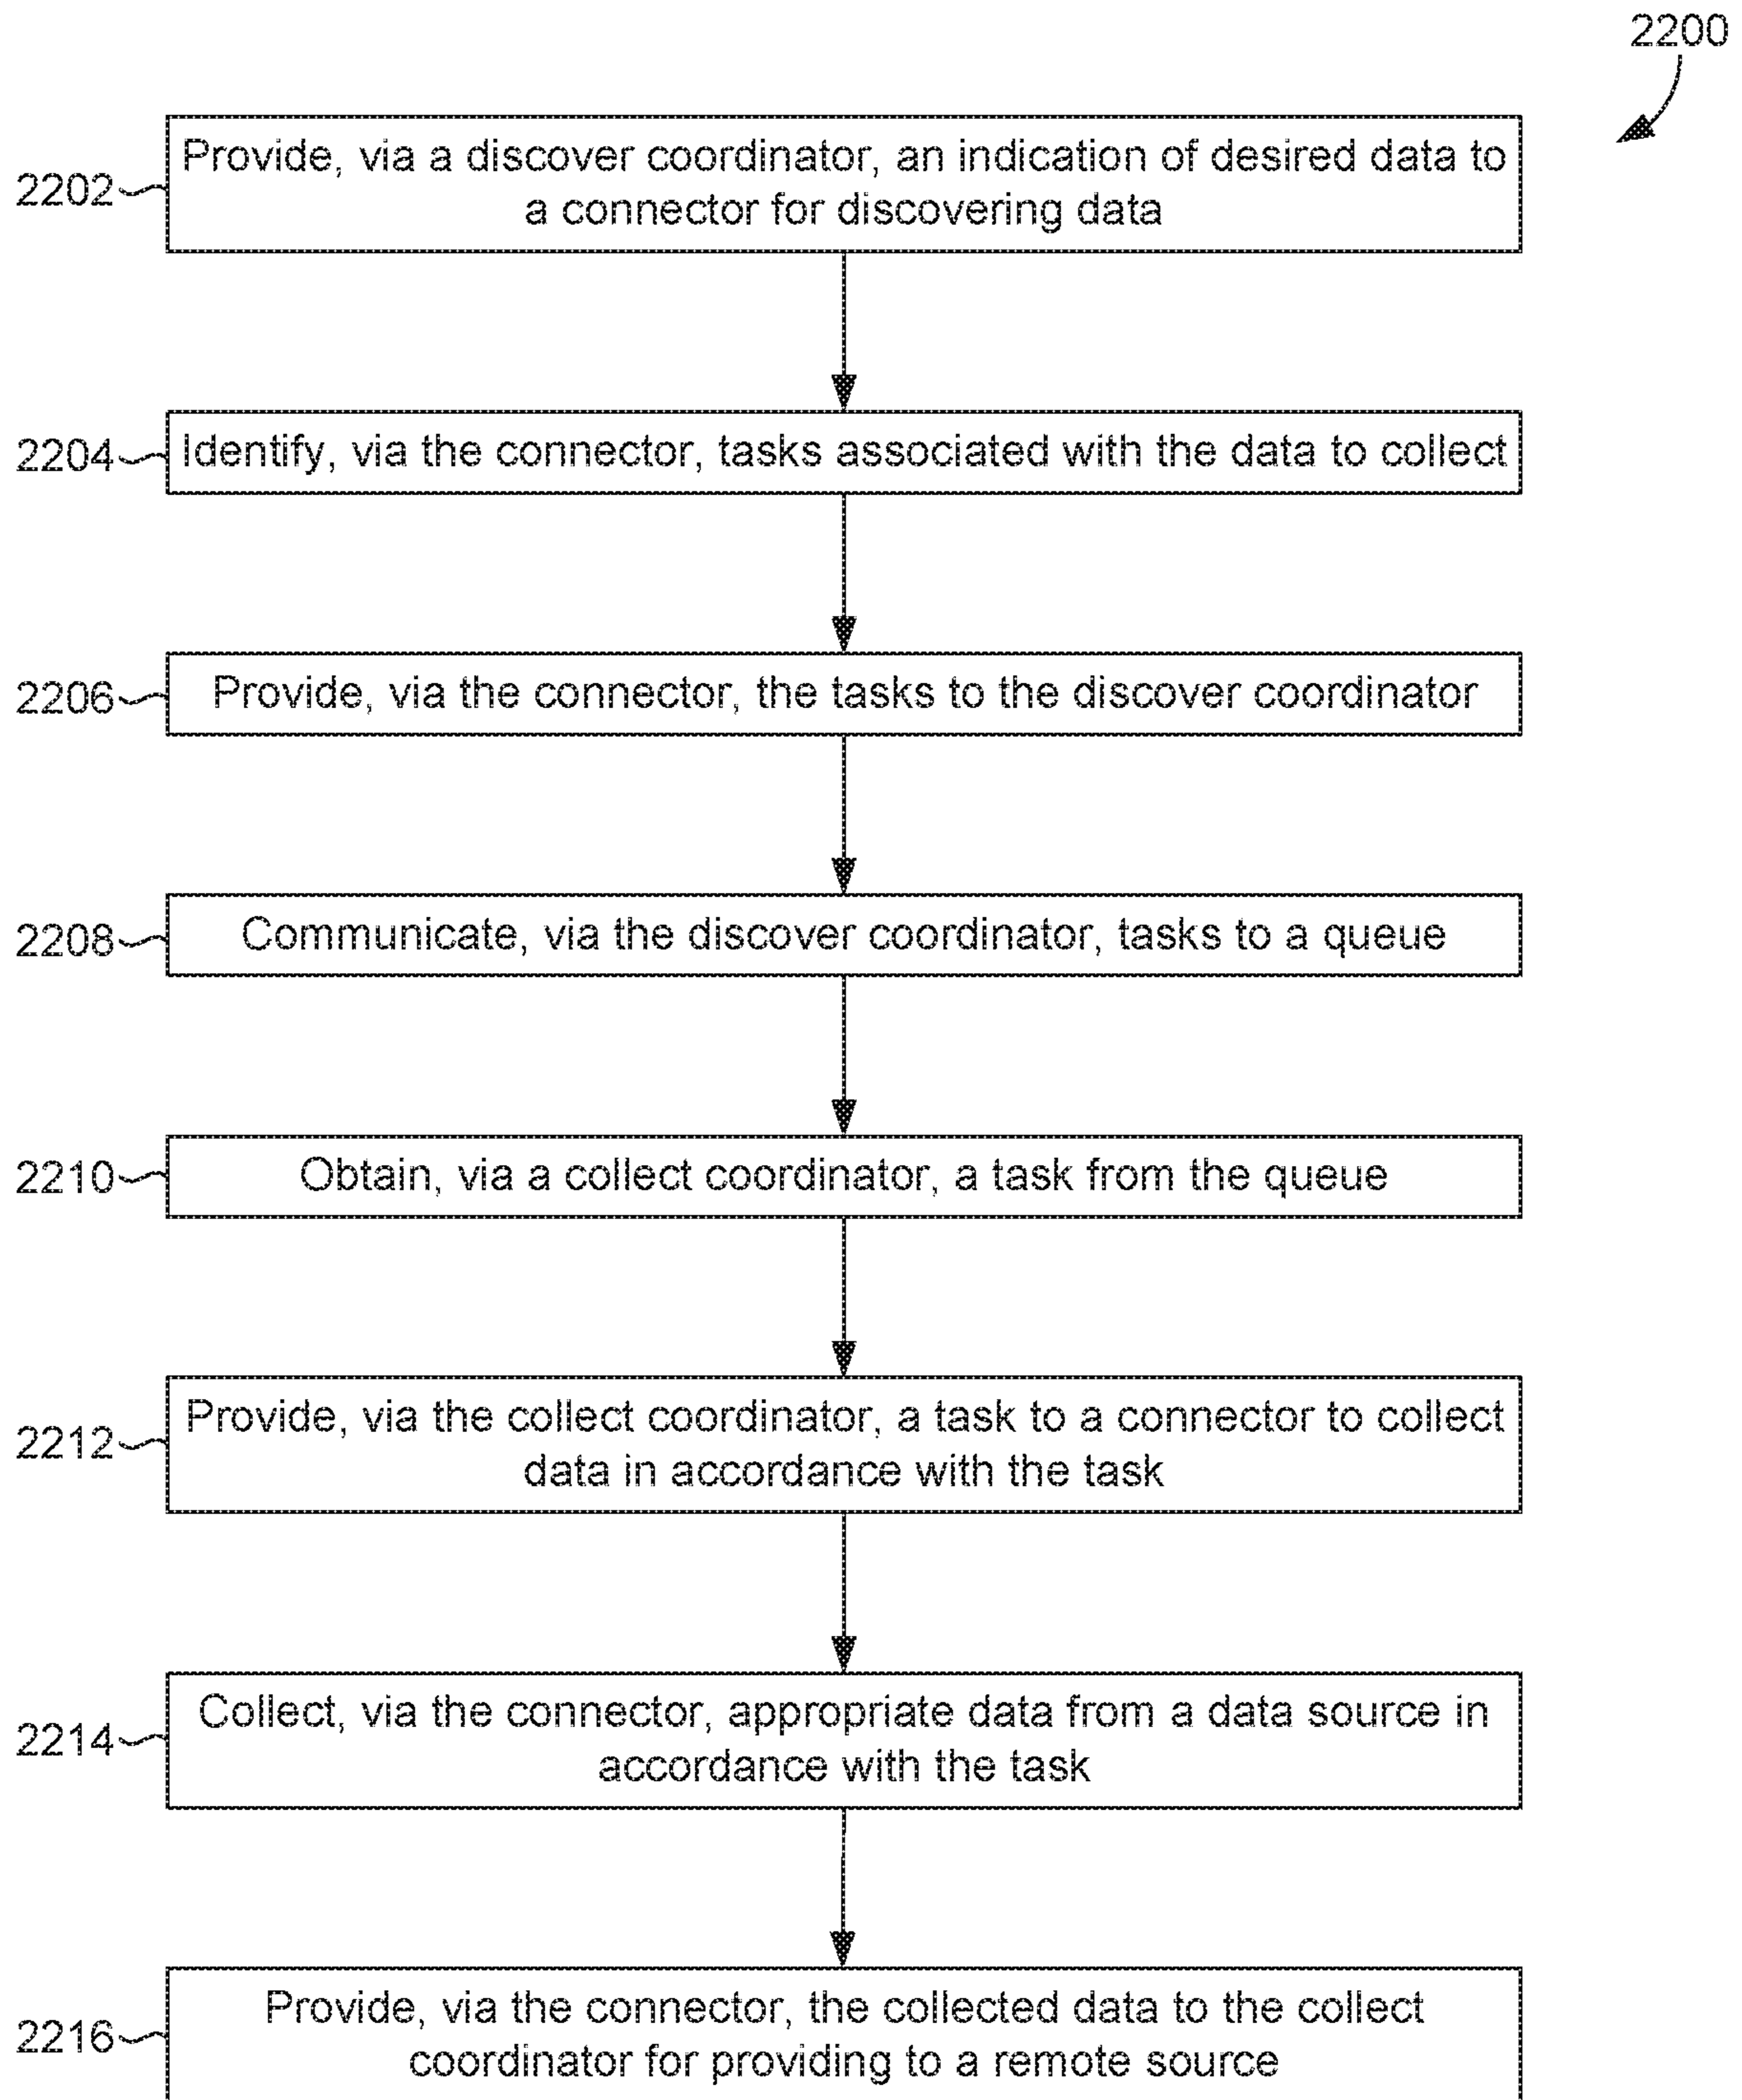 2200
2202
Provide, via a discover coordinator, an indication of desired data to
a connector for discovering data
2204
Identify, via the connector, tasks associated with the data to collect
2206
Provide, via the connector, the tasks to the discover coordinator
2208
Communicate, via the discover coordinator, tasks to a queue
2210
Obtain, via a collect coordinator, a task from the queue
2212
Provide, via the collect coordinator, a task to a connector to collect
data in accordance with the task
2214
Collect, via the connector, appropriate data from a data source in
accordance with the task
2216
Provide, via the connector, the collected data to the collect
coordinator for providing to a remote source